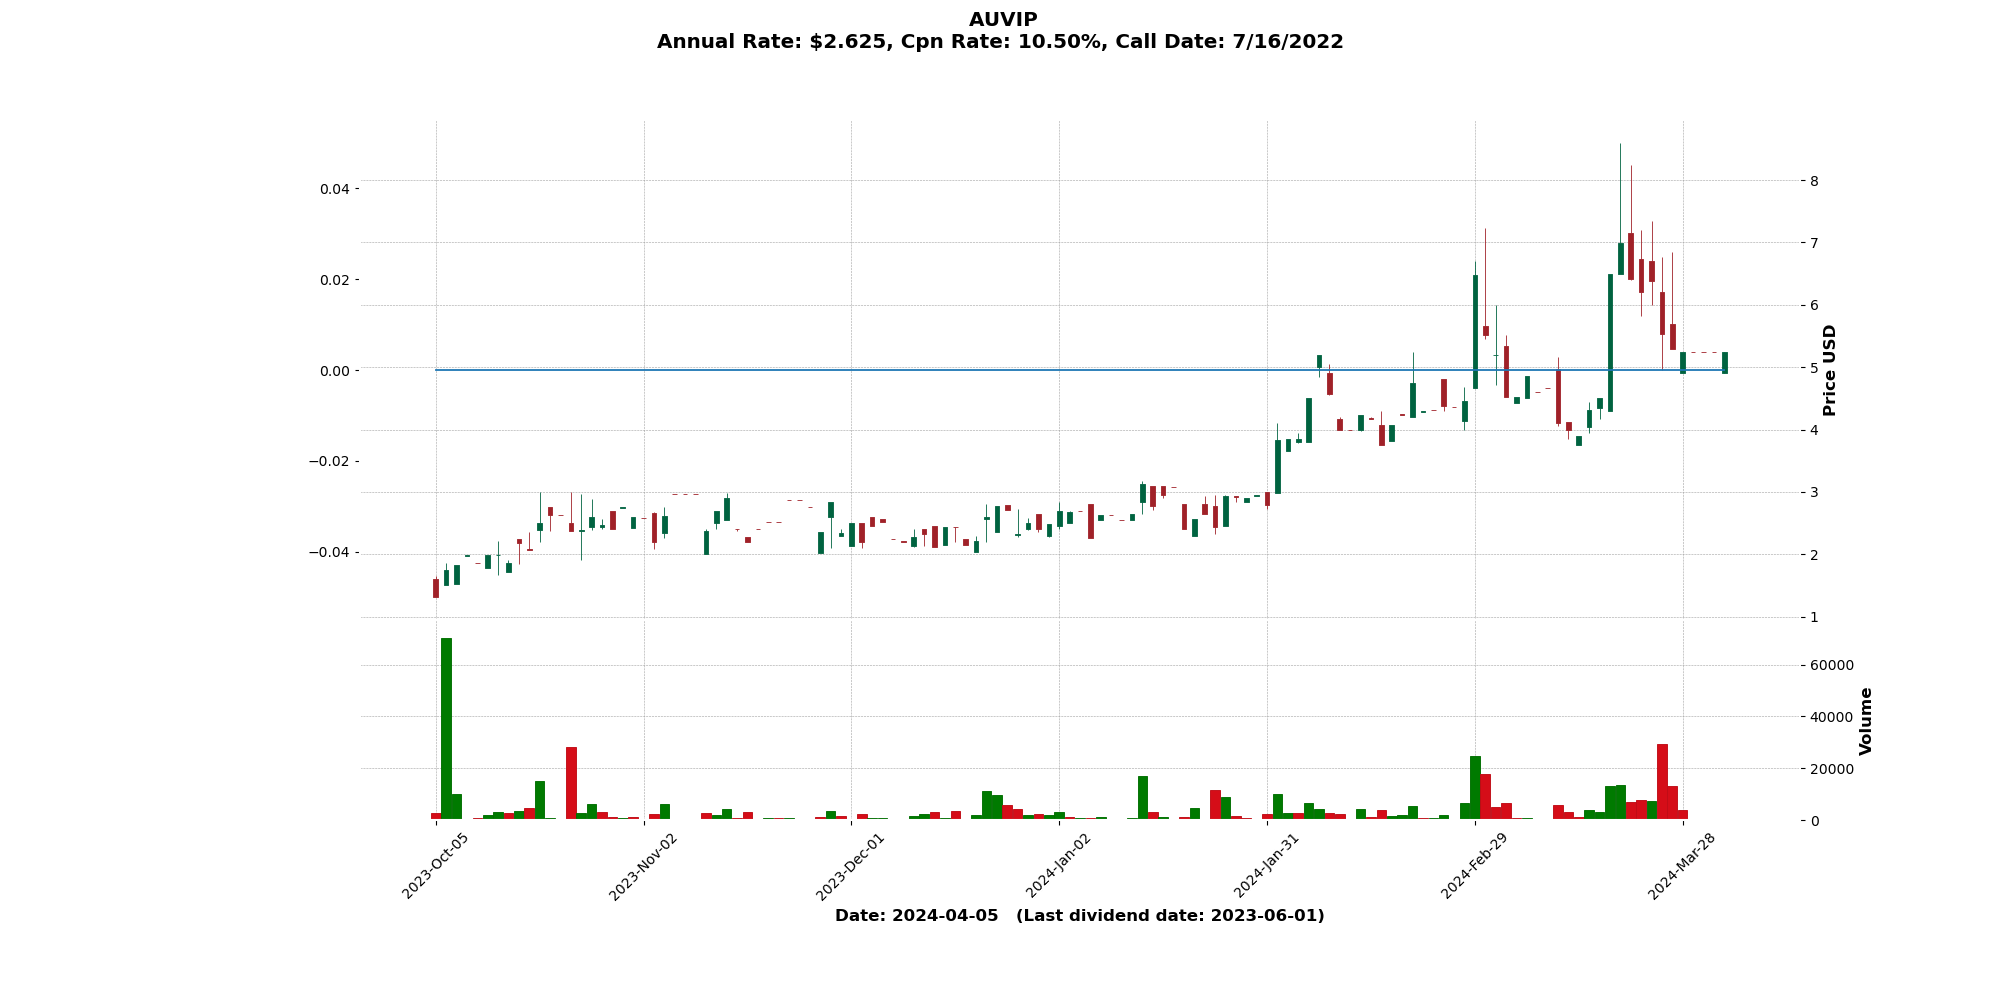 AUVIP
Annual Rate: $2.625, Cpn Rate: 10.50%, Call Date: 7/16/2022
0.04
0.02
0.00
−0.02
−0.04
8
7
6
5
4
3
2
1
Price USD
60000
40000
20000
0
Volume
2023-Oct-05
2023-Nov-02
2023-Dec-01
2024-Jan-02
2024-Jan-31
2024-Feb-29
2024-Mar-28
Date: 2024-04-05   (Last dividend date: 2023-06-01)